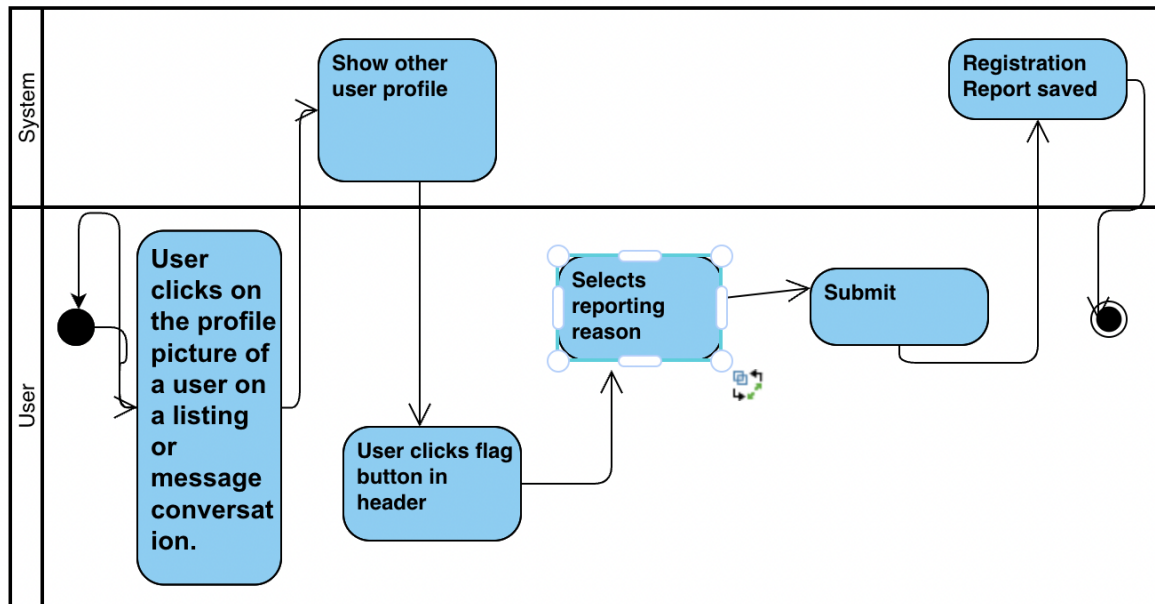 System
Show other
user profile
Registration
Report saved
User
User
clicks on
the profile
picture of
a user on
a listing
or
message
conversat
ion.
Selects
reporting
reason
Submit
User clicks flag
button in
header